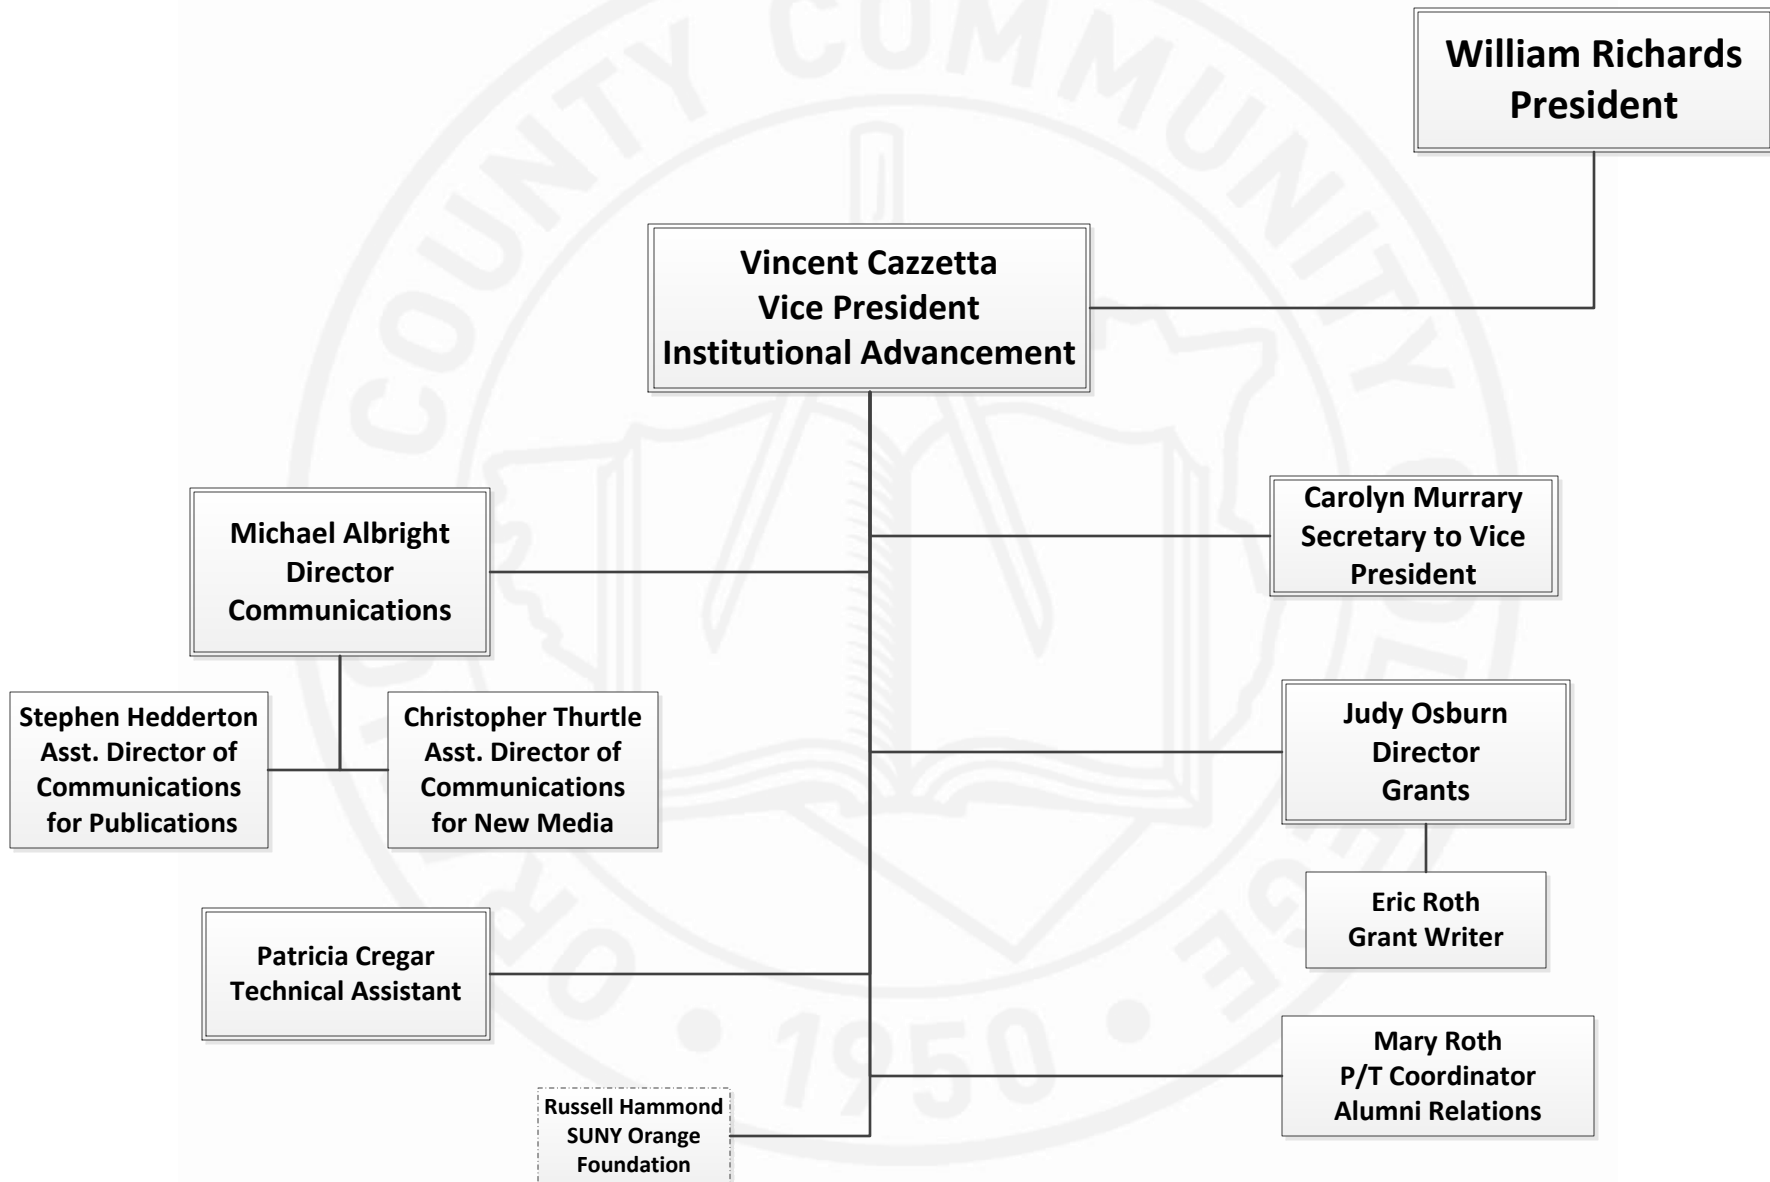 William Richards
President
Vincent Cazzetta
Vice President
Institutional Advancement
Michael Albright
Director
Communications
Carolyn Murrary
Secretary to Vice
President
Stephen Hedderton
Asst. Director of
Communications
for Publications
Christopher Thurtle
Asst. Director of
Communications
for New Media
Judy Osburn
Director
Grants
Eric Roth
Grant Writer
Patricia Cregar
Technical Assistant
Mary Roth
P/T Coordinator
Alumni Relations
Russell Hammond
SUNY Orange
Foundation
COUNTY COMMUNITY
• 1950 •